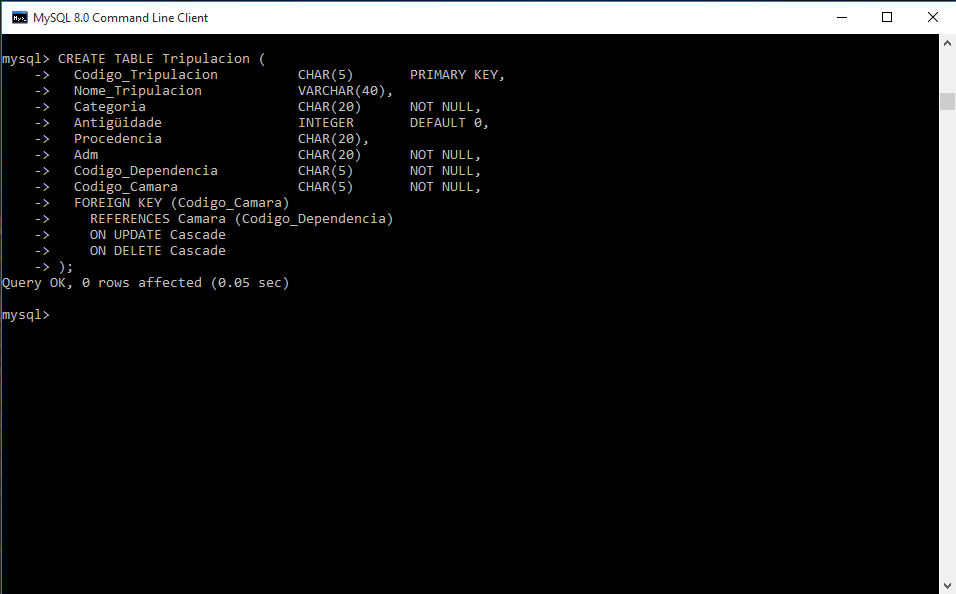 MySQL 8.0 Command Line Client
mysql> CREATE TABLE Tripulacion (
    ->   Codigo_Tripulacion          CHAR(5)       PRIMARY KEY,
    ->   Nome_Tripulacion            VARCHAR(40),
    ->   Categoria                   CHAR(20)      NOT NULL,
    ->   Antigüidade                 INTEGER       DEFAULT 0,
    ->   Procedencia                 CHAR(20),
    ->   Adm                         CHAR(20)      NOT NULL,
    ->   Codigo_Dependencia          CHAR(5)       NOT NULL,
    ->   Codigo_Camara               CHAR(5)       NOT NULL,
    ->   FOREIGN KEY (Codigo_Camara)
    ->     REFERENCES Camara (Codigo_Dependencia)
    ->     ON UPDATE Cascade
    ->     ON DELETE Cascade
    -> );
Query OK, 0 rows affected (0.05 sec)
mysql>